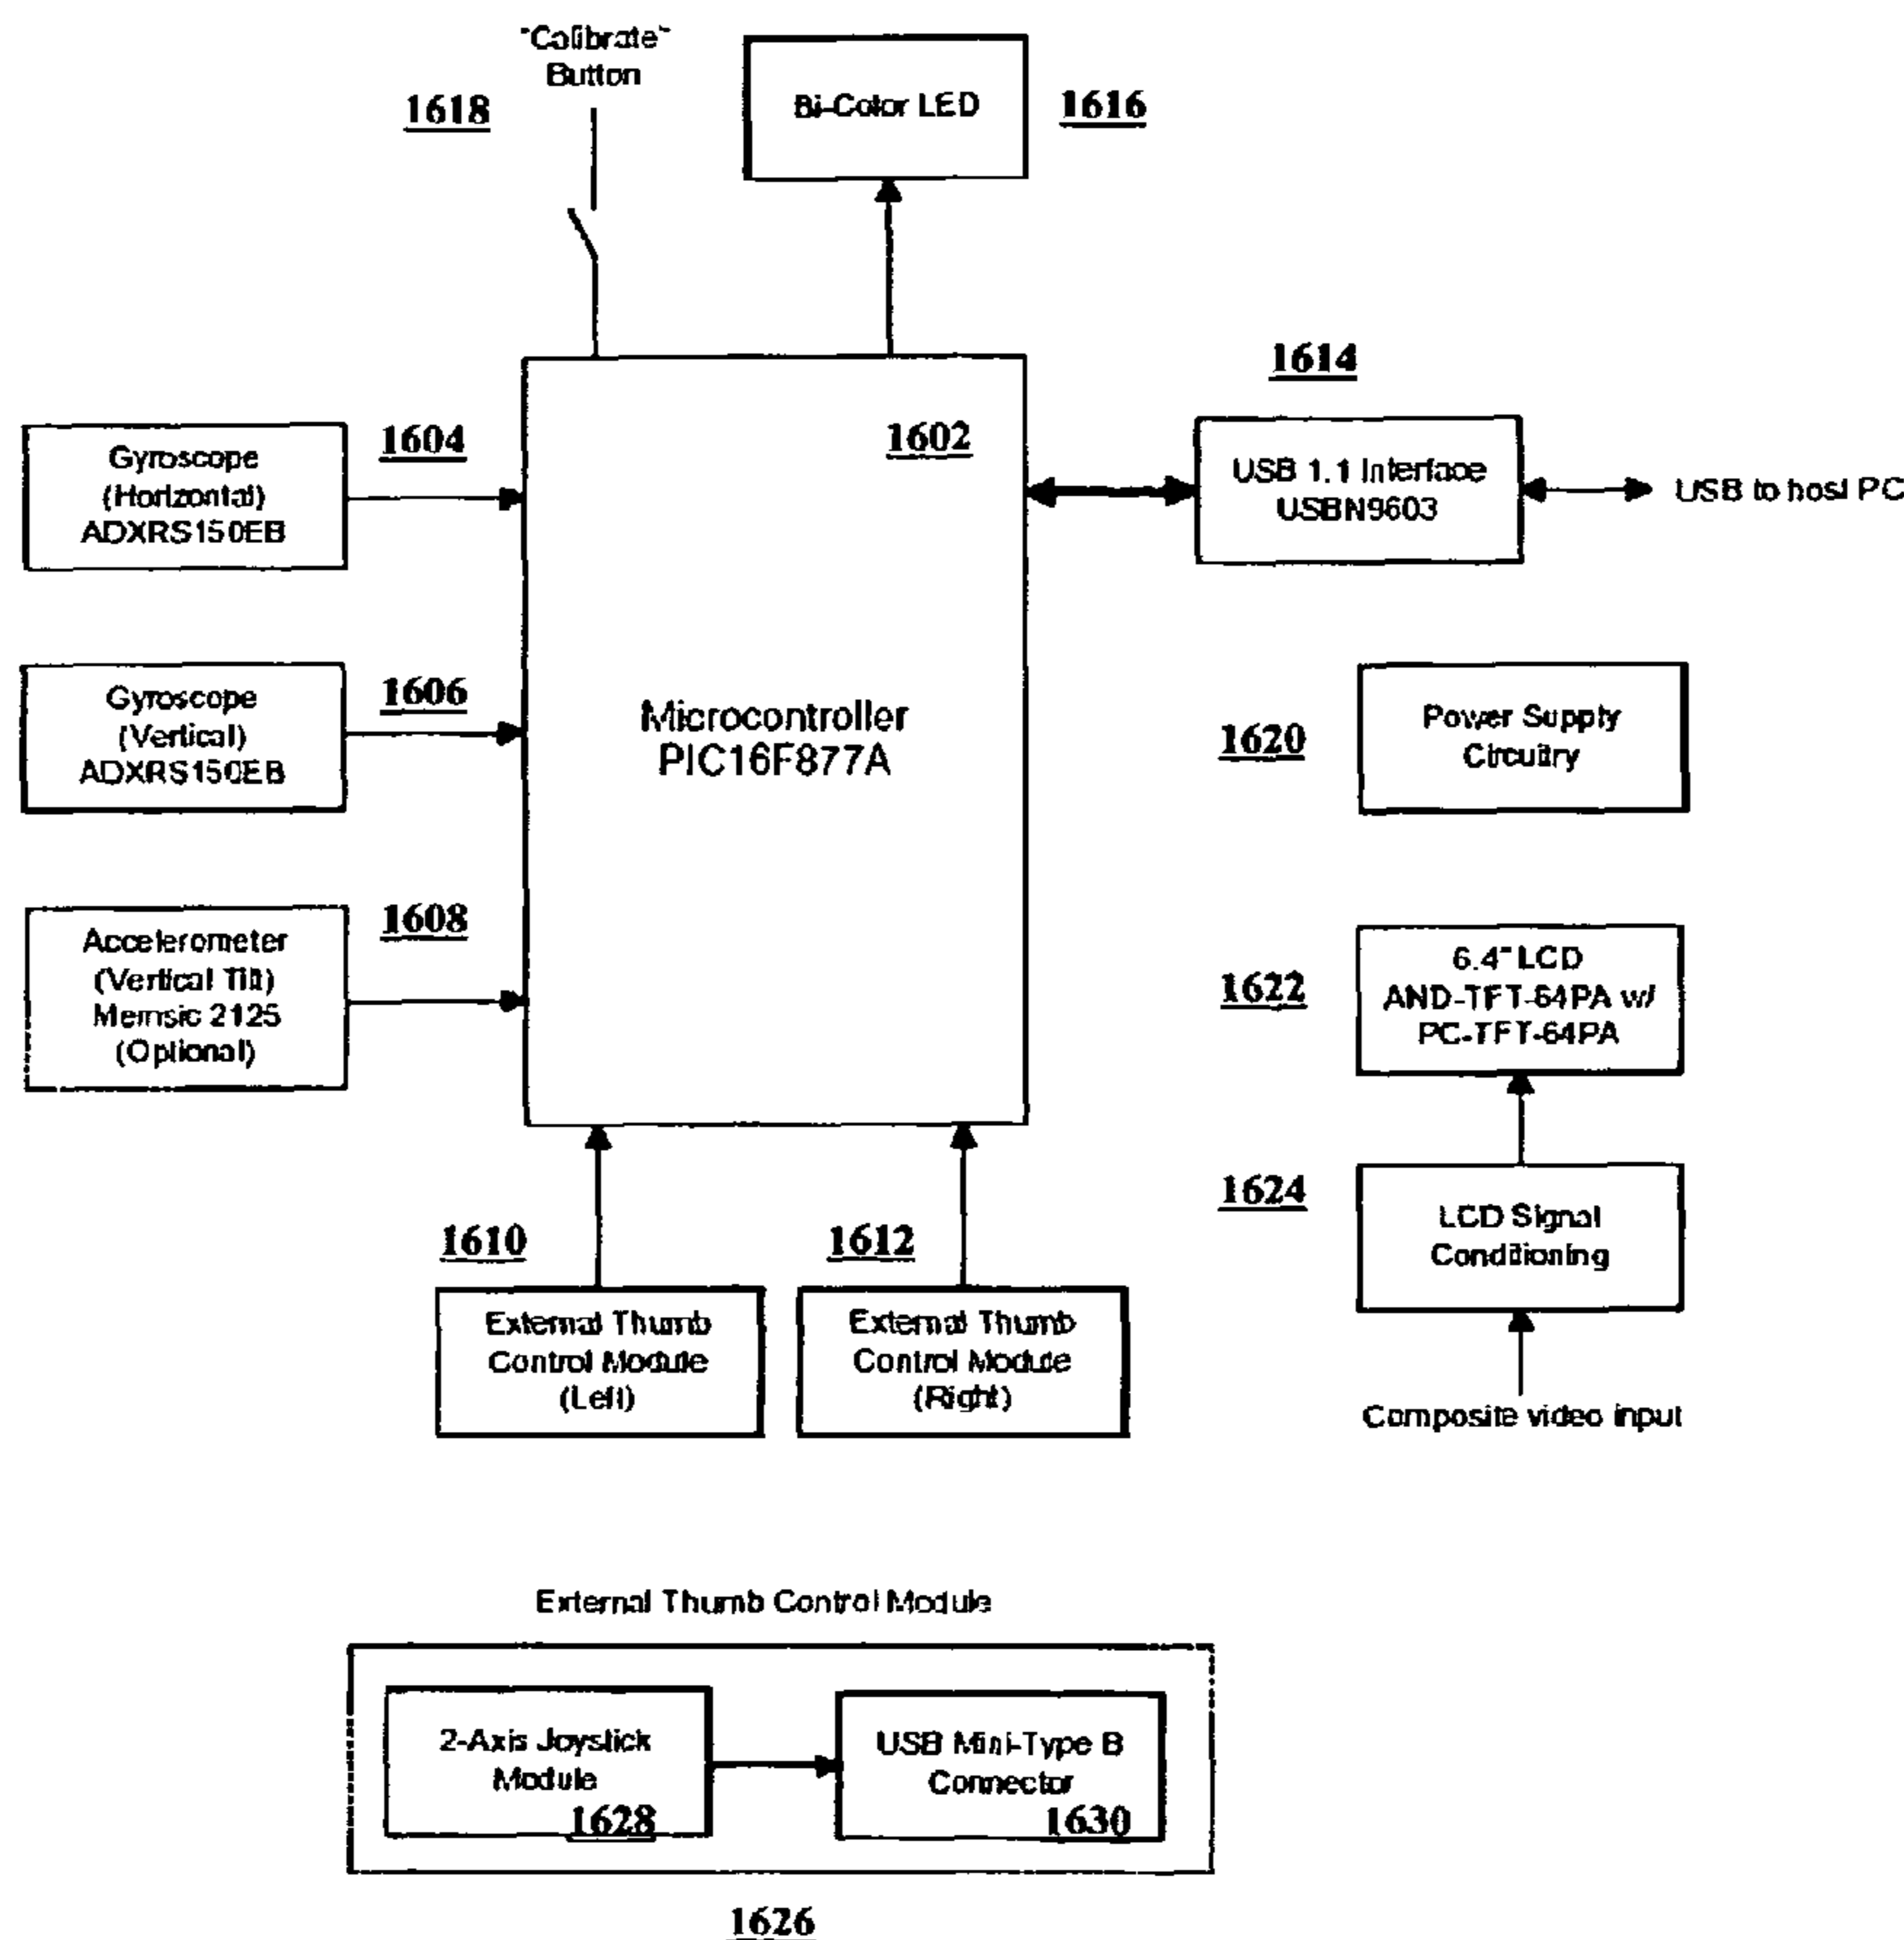 "Calibrate"
Button
1618
Bi-Color LED
1616
1614
1602
Gyroscope
(Horizontal)
ADXRS150EB
1604
USB 1.1 Interface
USBN9603
USB to host PC
Gyroscope
(Vertical)
ADXRS150EB
1606
Microcontroller
PIC16F877A
1620
Power Supply
Circuitry
Accelerometer
(Vertical Tilt)
Memsic 2125
(Optional)
1608
1622
6.4" LCD
AND-TFT-64PA w/
PC-TFT-64PA
1624
LCD Signal
Conditioning
Composite video input
1610
External Thumb
Control Module
(Left)
1612
External Thumb
Control Module
(Right)
External Thumb Control Module
2-Axis Joystick
Module
1628
USB Mini-Type B
Connector
1630
1626